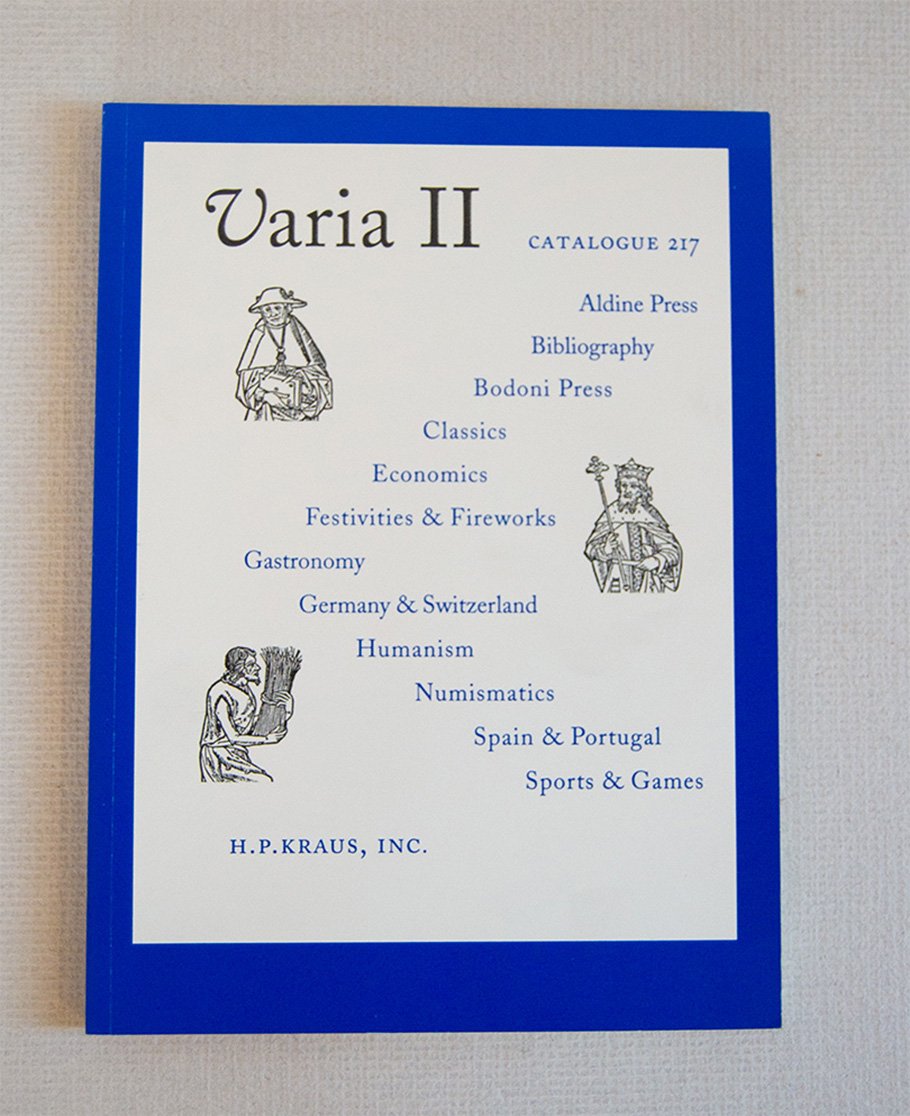 Varia II
CATALOGUE 217
Aldine Press
Bibliography
Bodoni Press
Classics
Economics
Festivities & Fireworks
Gastronomy
Germany & Switzerland
Humanism
Numismatics
Spain & Portugal
Sports & Games
H.P.KRAUS, INC.